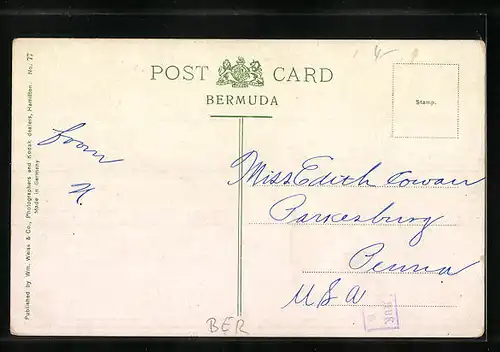 POST CARD
BERMUDA
Stamp.
Published by Wm. Weiss & Co., Photographers and Kodak dealers, Hamilton. No. 77
Made in Germany
from
N.
Miss Edith Cowan
Parkesburg
Penna
USA
BER